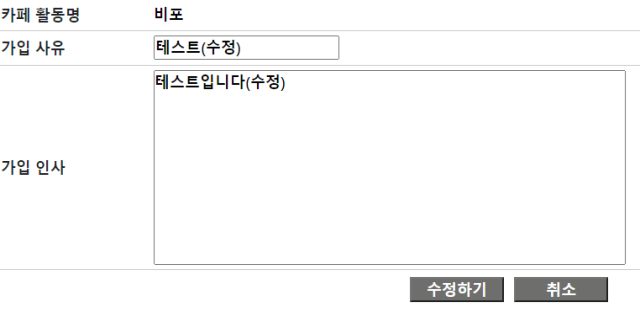 카페 활동명 비포
가입 사유 테스트(수정)
테스트입니다(수정)
가입 인사
수정하기 취소